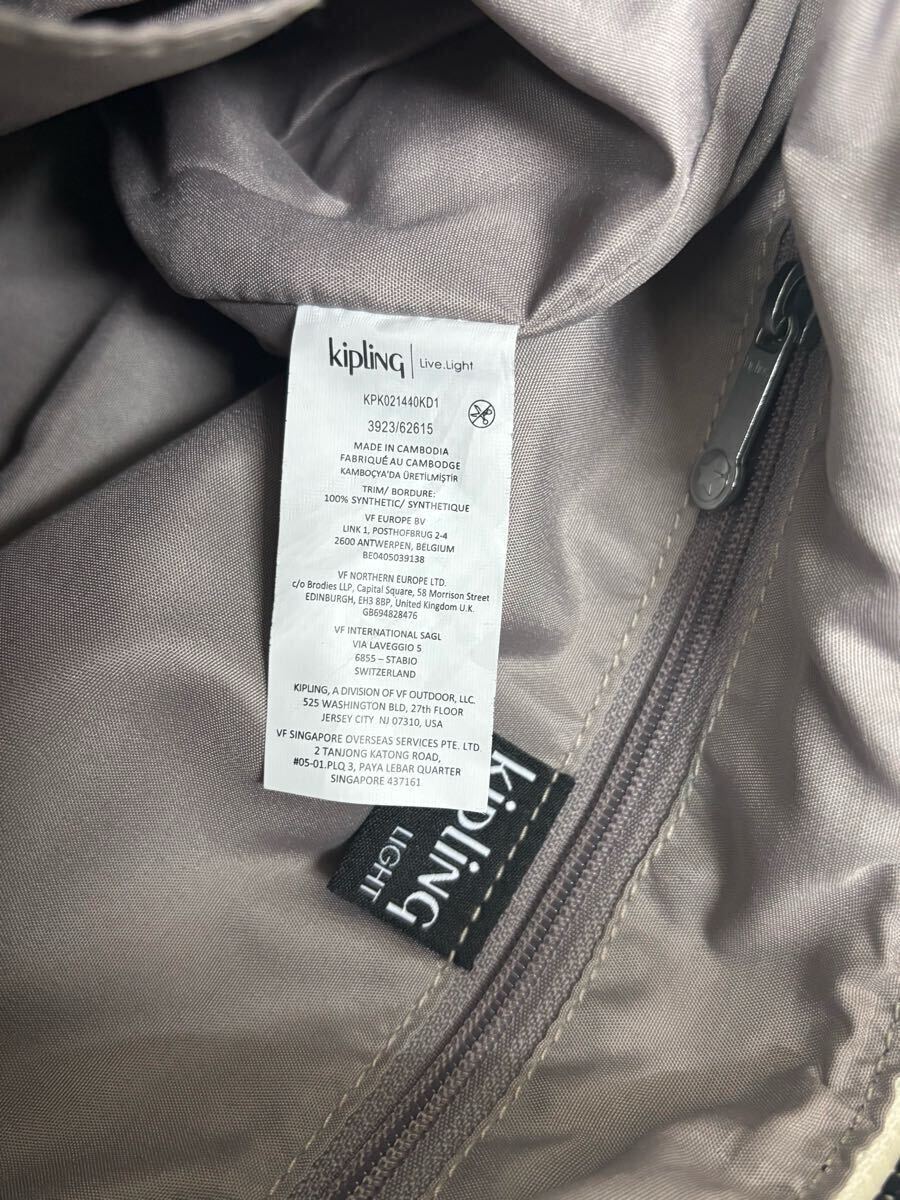 kipling | Live.Light
KPK021440KD1
3923/62615
MADE IN CAMBODIA
FABRIQUÉ AU CAMBODGE
KAMBOÇYA'DA ÜRETİLMİŞTİR
TRIM/ BORDURE:
100% SYNTHETIC/ SYNTHETIQUE
VF EUROPE BV
LINK 1, POSTHOFBRUG 2-4
2600 ANTWERPEN, BELGIUM
BE0405039138
VF NORTHERN EUROPE LTD.
c/o Brodies LLP, Capital Square, 58 Morrison Street
EDINBURGH, EH3 8BP, United Kingdom U.K.
GB694828476
VF INTERNATIONAL SAGL
VIA LAVEGGIO 5
6855 – STABIO
SWITZERLAND
KIPLING, A DIVISION OF VF OUTDOOR, LLC.
525 WASHINGTON BLD, 27th FLOOR
JERSEY CITY NJ 07310, USA
VF SINGAPORE OVERSEAS SERVICES PTE. LTD.
2 TANJONG KATONG ROAD,
#05-01.PLQ 3, PAYA LEBAR QUARTER
SINGAPORE 437161
kipling
LIGHT